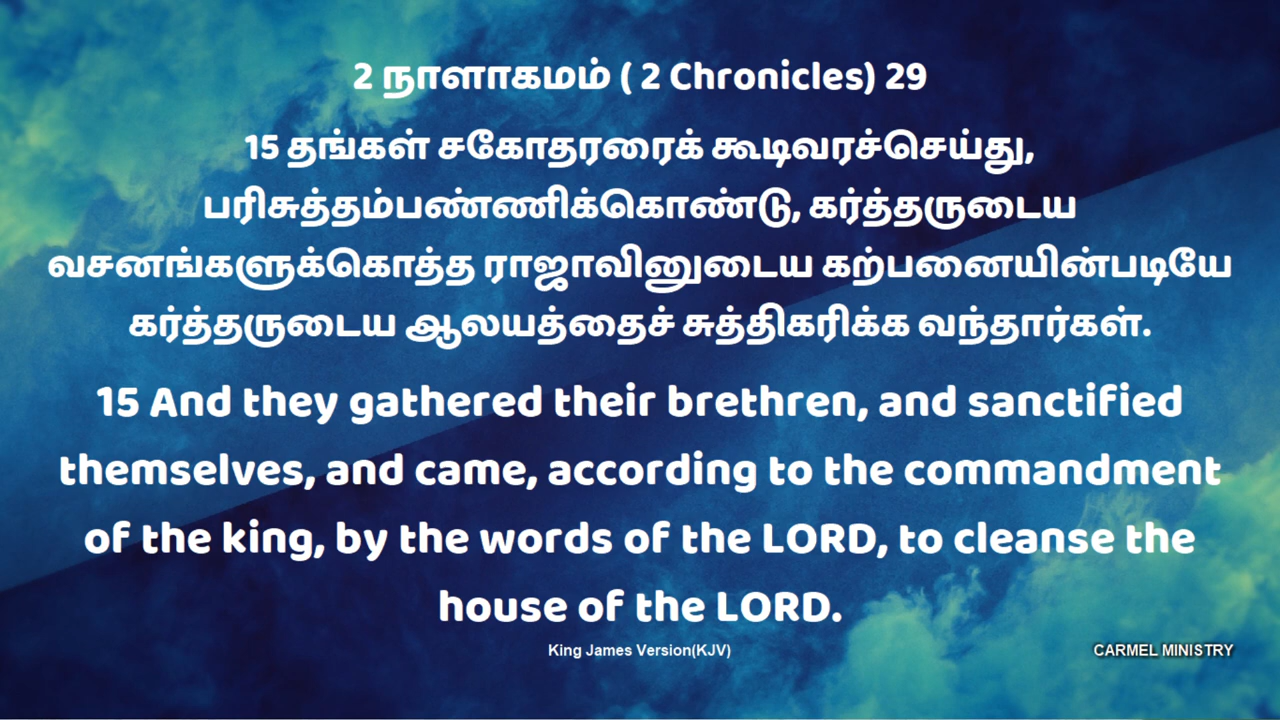 2 நாளாகமம் ( 2 Chronicles) 29
15 தங்கள் சகோதரரைக் கூடிவரச்செய்து,
பரிசுத்தம்பண்ணிக்கொண்டு, கர்த்தருடைய
வசனங்களுக்கொத்த ராஜாவினுடைய கற்பனையின்படியே
கர்த்தருடைய ஆலயத்தைச் சுத்திகரிக்க வந்தார்கள்.
15 And they gathered their brethren, and sanctified
themselves, and came, according to the commandment
of the king, by the words of the LORD, to cleanse the
house of the LORD.
King James Version(KJV)
CARMEL MINISTRY